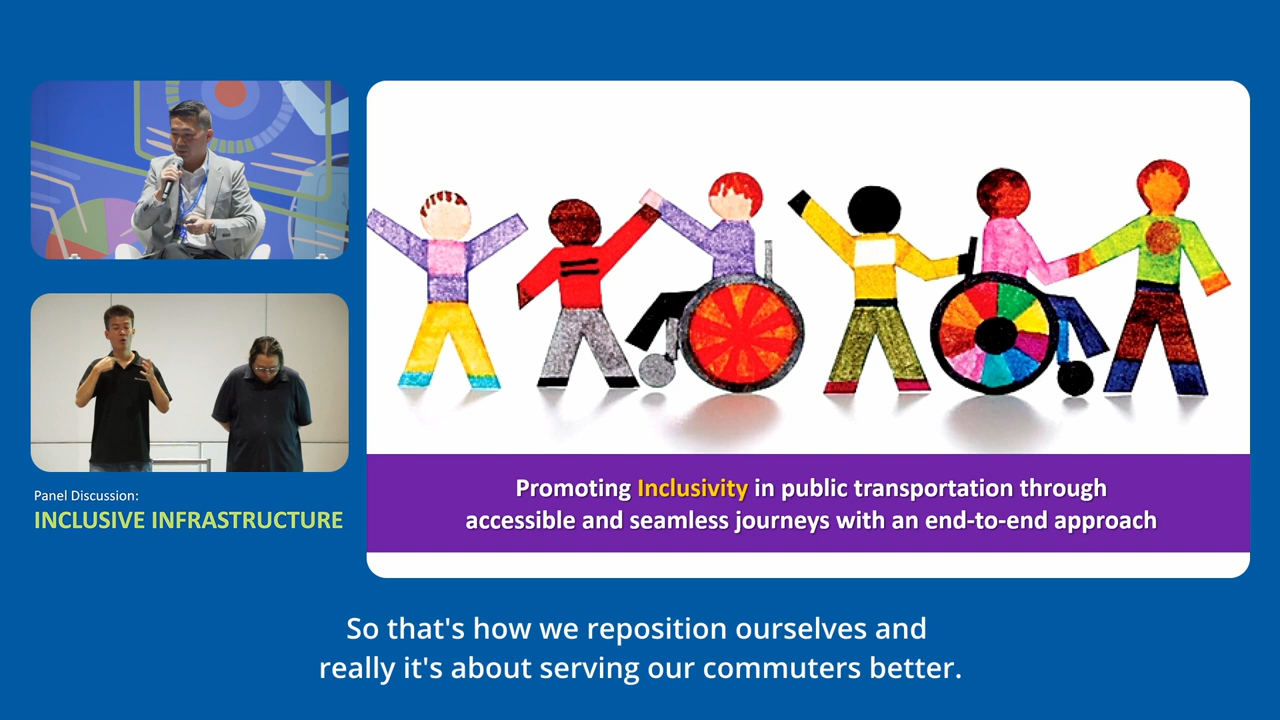 Panel Discussion:
INCLUSIVE INFRASTRUCTURE
Promoting Inclusivity in public transportation through
accessible and seamless journeys with an end-to-end approach
So that's how we reposition ourselves and
really it's about serving our commuters better.